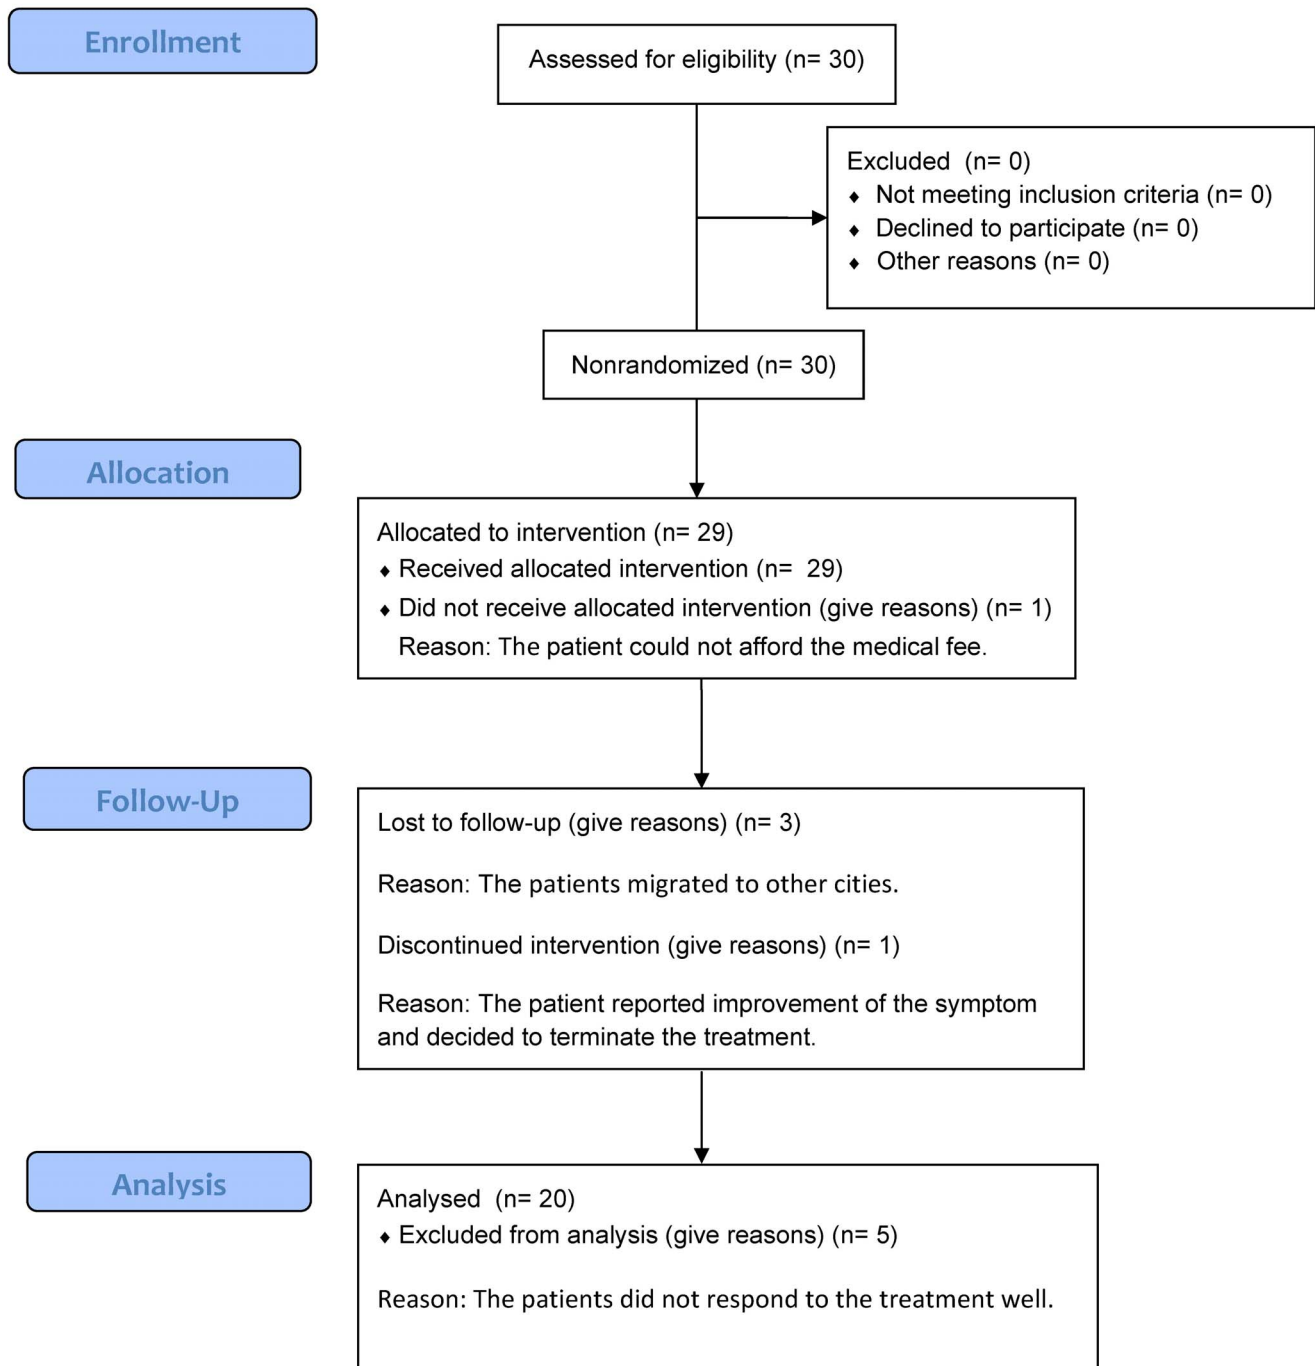 Enrollment
Assessed for eligibility (n= 30)
Excluded (n= 0)
♦ Not meeting inclusion criteria (n= 0)
♦ Declined to participate (n= 0)
♦ Other reasons (n= 0)
Nonrandomized (n= 30)
Allocation
Allocated to intervention (n= 29)
♦ Received allocated intervention (n= 29)
♦ Did not receive allocated intervention (give reasons) (n= 1)
Reason: The patient could not afford the medical fee.
Follow-Up
Lost to follow-up (give reasons) (n= 3)
Reason: The patients migrated to other cities.
Discontinued intervention (give reasons) (n= 1)
Reason: The patient reported improvement of the symptom
and decided to terminate the treatment.
Analysis
Analysed (n= 20)
♦ Excluded from analysis (give reasons) (n= 5)
Reason: The patients did not respond to the treatment well.